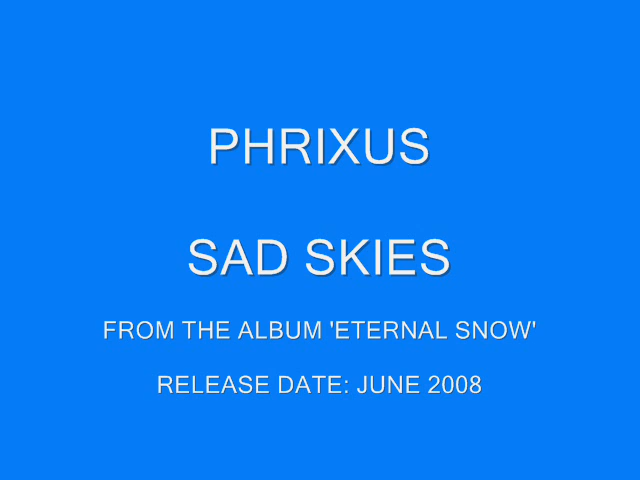 PHRIXUS
SAD SKIES
FROM THE ALBUM 'ETERNAL SNOW'
RELEASE DATE: JUNE 2008